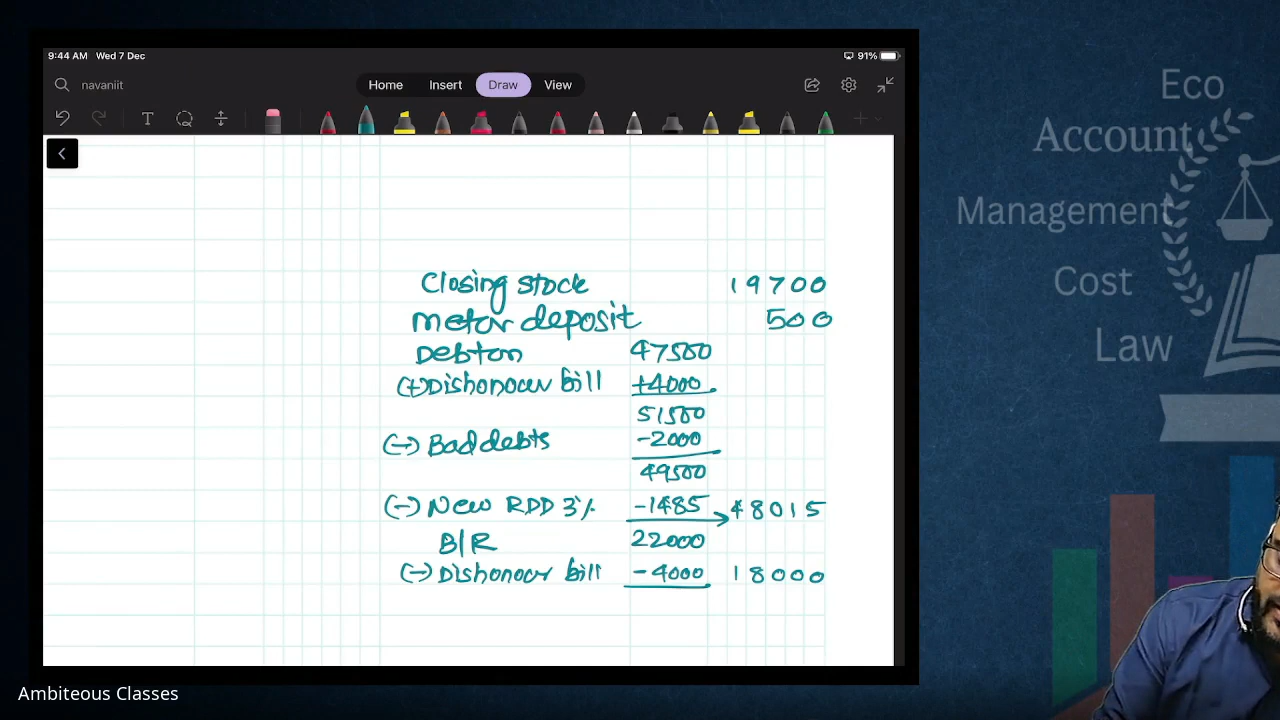 9:44 AM Wed 7 Dec 91%
navaniit
Home Insert Draw View
Eco
Account
Management
Cost
Law
Closing stock 19700
metor deposit 500
Debtors 47500
(+) Dishonour bill +4000
51500
(-) Bad debts -2000
49500
(-) New RDD 3% -1485 → 48015
B/R 22000
(-) Dishonour bill -4000 18000
Ambiteous Classes